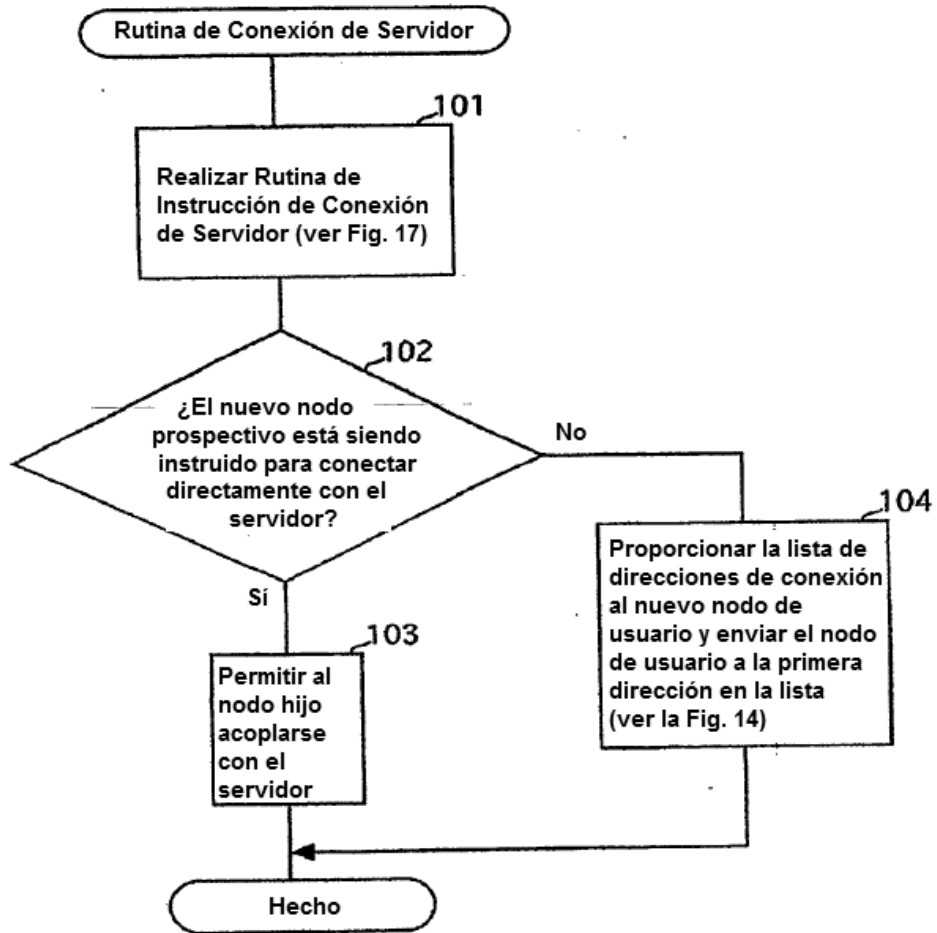 Rutina de Conexión de Servidor
101
Realizar Rutina de
Instrucción de Conexión
de Servidor (ver Fig. 17)
102
¿El nuevo nodo
prospectivo está siendo
instruido para conectar
directamente con el
servidor?
No
Sí
104
Proporcionar la lista de
direcciones de conexión
al nuevo nodo de
usuario y enviar el nodo
de usuario a la primera
dirección en la lista
(ver la Fig. 14)
103
Permitir al
nodo hijo
acoplarse
con el
servidor
Hecho